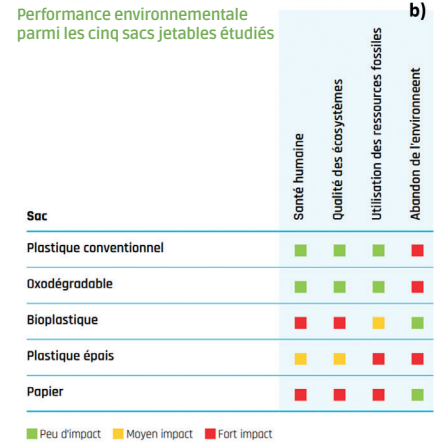 Performance environnementale
parmi les cinq sacs jetables étudiés
b)
Santé humaine
Qualité des écosystèmes
Utilisation des ressources fossiles
Abandon de l'environneent
Sac
Plastique conventionnel
Oxodégradable
Bioplastique
Plastique épais
Papier
Peu d'impact Moyen impact Fort impact